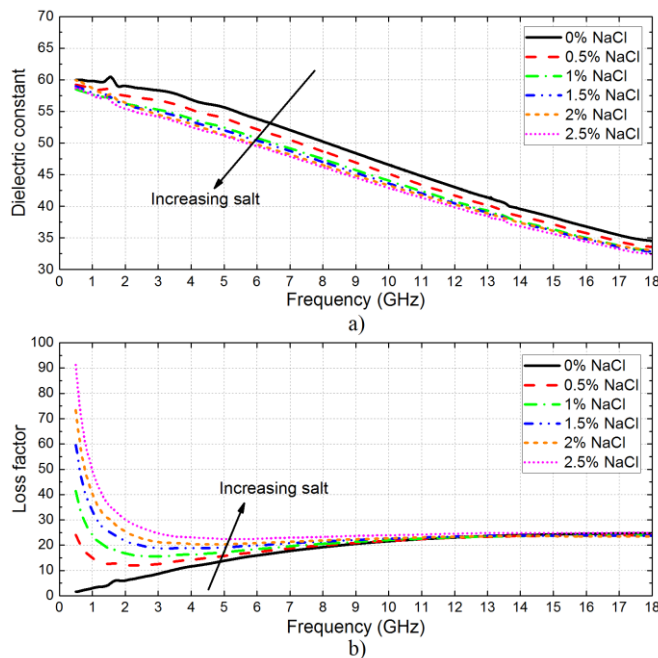 70
65
60
55
50
45
40
35
30
Dielectric constant
0% NaCl
0.5% NaCl
1% NaCl
1.5% NaCl
2% NaCl
2.5% NaCl
Increasing salt
0 1 2 3 4 5 6 7 8 9 10 11 12 13 14 15 16 17 18
Frequency (GHz)
a)
100
90
80
70
60
50
40
30
20
10
0
Loss factor
0% NaCl
0.5% NaCl
1% NaCl
1.5% NaCl
2% NaCl
2.5% NaCl
Increasing salt
0 1 2 3 4 5 6 7 8 9 10 11 12 13 14 15 16 17 18
Frequency (GHz)
b)